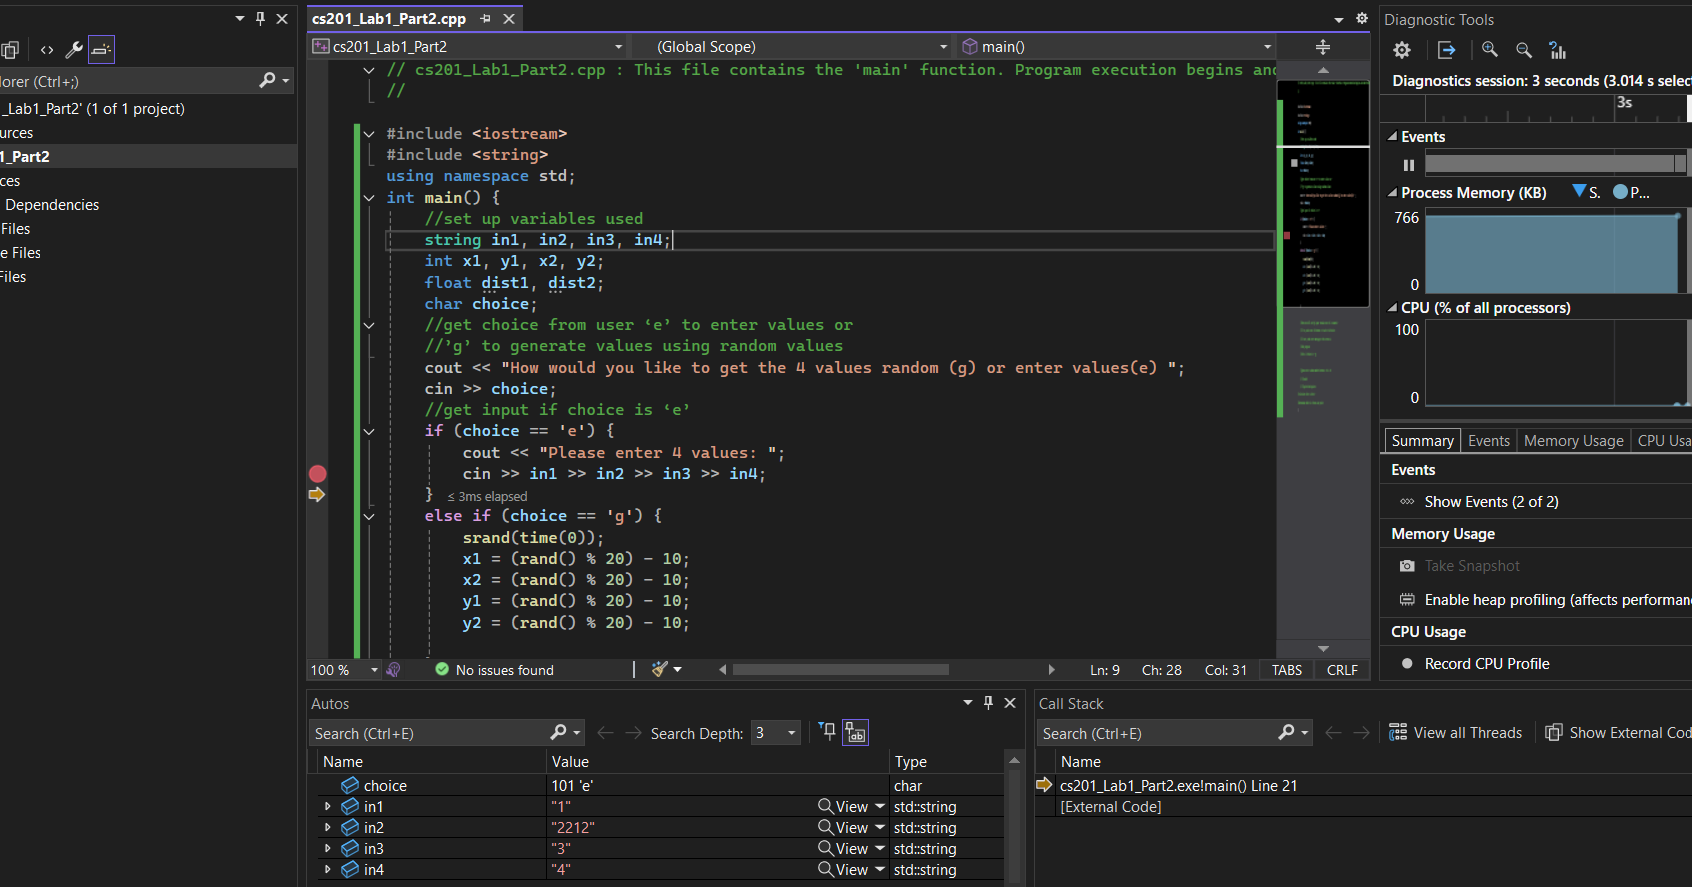 lorer (Ctrl+;)
_Lab1_Part2' (1 of 1 project)
urces
1_Part2
ces
Dependencies
Files
e Files
Files
cs201_Lab1_Part2.cpp
cs201_Lab1_Part2
(Global Scope)
main()
// cs201_Lab1_Part2.cpp : This file contains the 'main' function. Program execution begins and
//
#include <iostream>
#include <string>
using namespace std;
int main() {
//set up variables used
string in1, in2, in3, in4;
int x1, y1, x2, y2;
float dist1, dist2;
char choice;
//get choice from user ‘e’ to enter values or
//’g’ to generate values using random values
cout << "How would you like to get the 4 values random (g) or enter values(e) ";
cin >> choice;
//get input if choice is ‘e’
if (choice == 'e') {
cout << "Please enter 4 values: ";
cin >> in1 >> in2 >> in3 >> in4;
} ≤ 3ms elapsed
else if (choice == 'g') {
srand(time(0));
x1 = (rand() % 20) - 10;
x2 = (rand() % 20) - 10;
y1 = (rand() % 20) - 10;
y2 = (rand() % 20) - 10;
100 %
No issues found
Ln: 9 Ch: 28 Col: 31 TABS CRLF
Diagnostic Tools
Diagnostics session: 3 seconds (3.014 s select
3s
Events
Process Memory (KB) S. P...
766
0
CPU (% of all processors)
100
0
Summary Events Memory Usage CPU Usa
Events
Show Events (2 of 2)
Memory Usage
Take Snapshot
Enable heap profiling (affects performan
CPU Usage
Record CPU Profile
Autos
Search (Ctrl+E) Search Depth: 3
Name Value Type
choice 101 'e' char
in1 "1" View std::string
in2 "2212" View std::string
in3 "3" View std::string
in4 "4" View std::string
Call Stack
Search (Ctrl+E) View all Threads Show External Cod
Name
cs201_Lab1_Part2.exe!main() Line 21
[External Code]